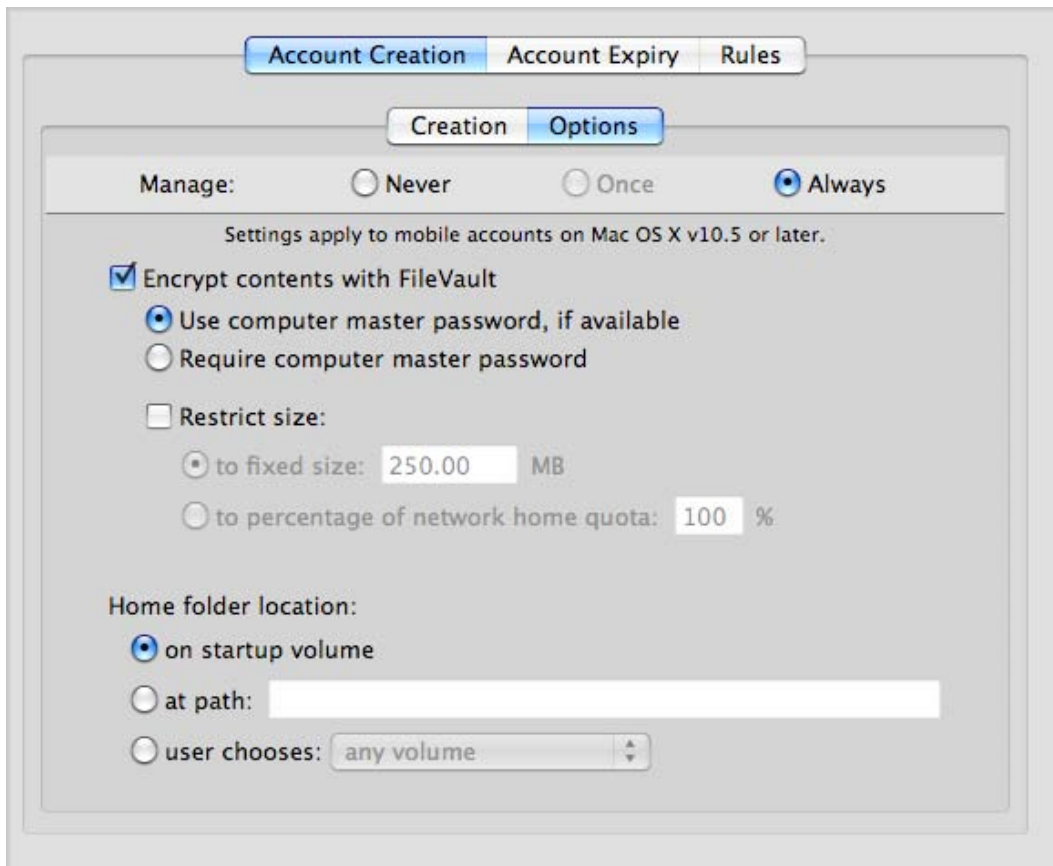 Account Creation Account Expiry Rules
Creation Options
Manage: Never Once Always
Settings apply to mobile accounts on Mac OS X v10.5 or later.
Encrypt contents with FileVault
Use computer master password, if available
Require computer master password
Restrict size:
to fixed size: 250.00 MB
to percentage of network home quota: 100 %
Home folder location:
on startup volume
at path:
user chooses: any volume